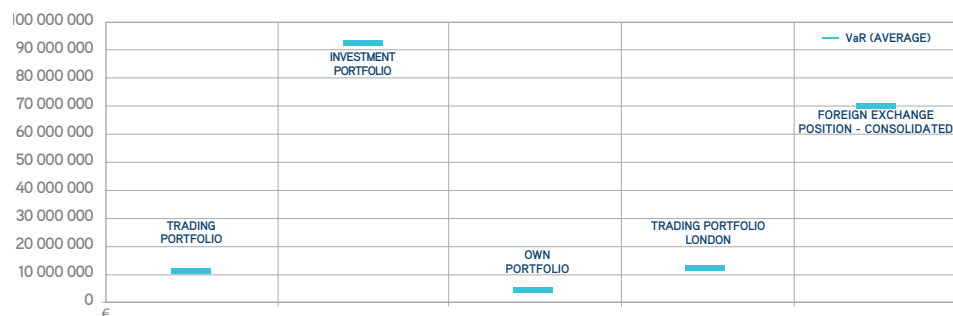 100 000 000
90 000 000
80 000 000
70 000 000
60 000 000
50 000 000
40 000 000
30 000 000
20 000 000
10 000 000
0
€
VaR (AVERAGE)
INVESTMENT
PORTFOLIO
FOREIGN EXCHANGE
POSITION - CONSOLIDATED
TRADING
PORTFOLIO
OWN
PORTFOLIO
TRADING PORTFOLIO
LONDON